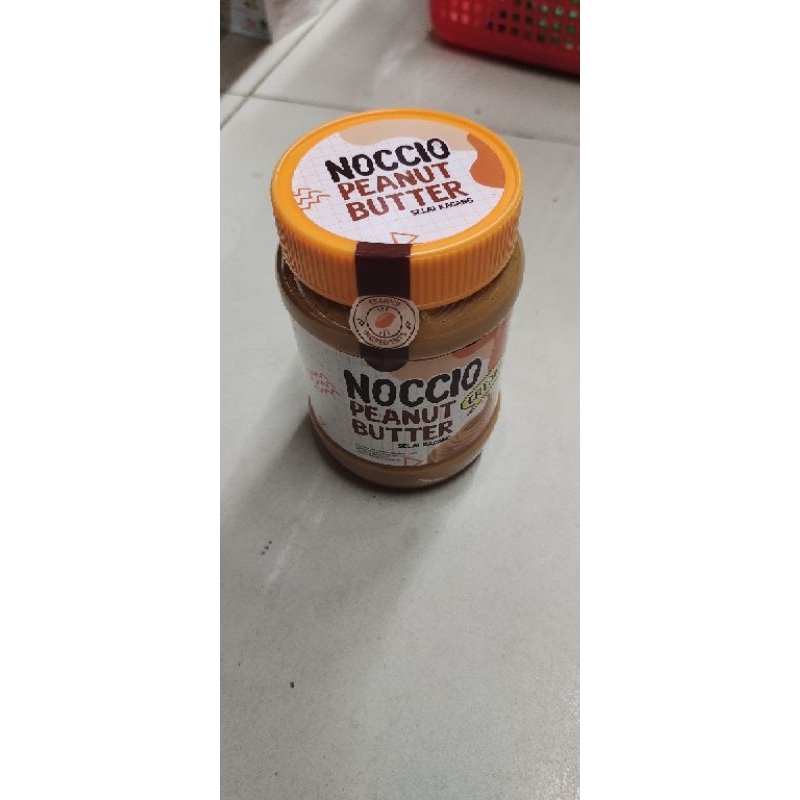 NOCCIO
PEANUT
BUTTER
SELAI KACANG
NOCCIO
PEANUT
BUTTER
SELAI KACANG